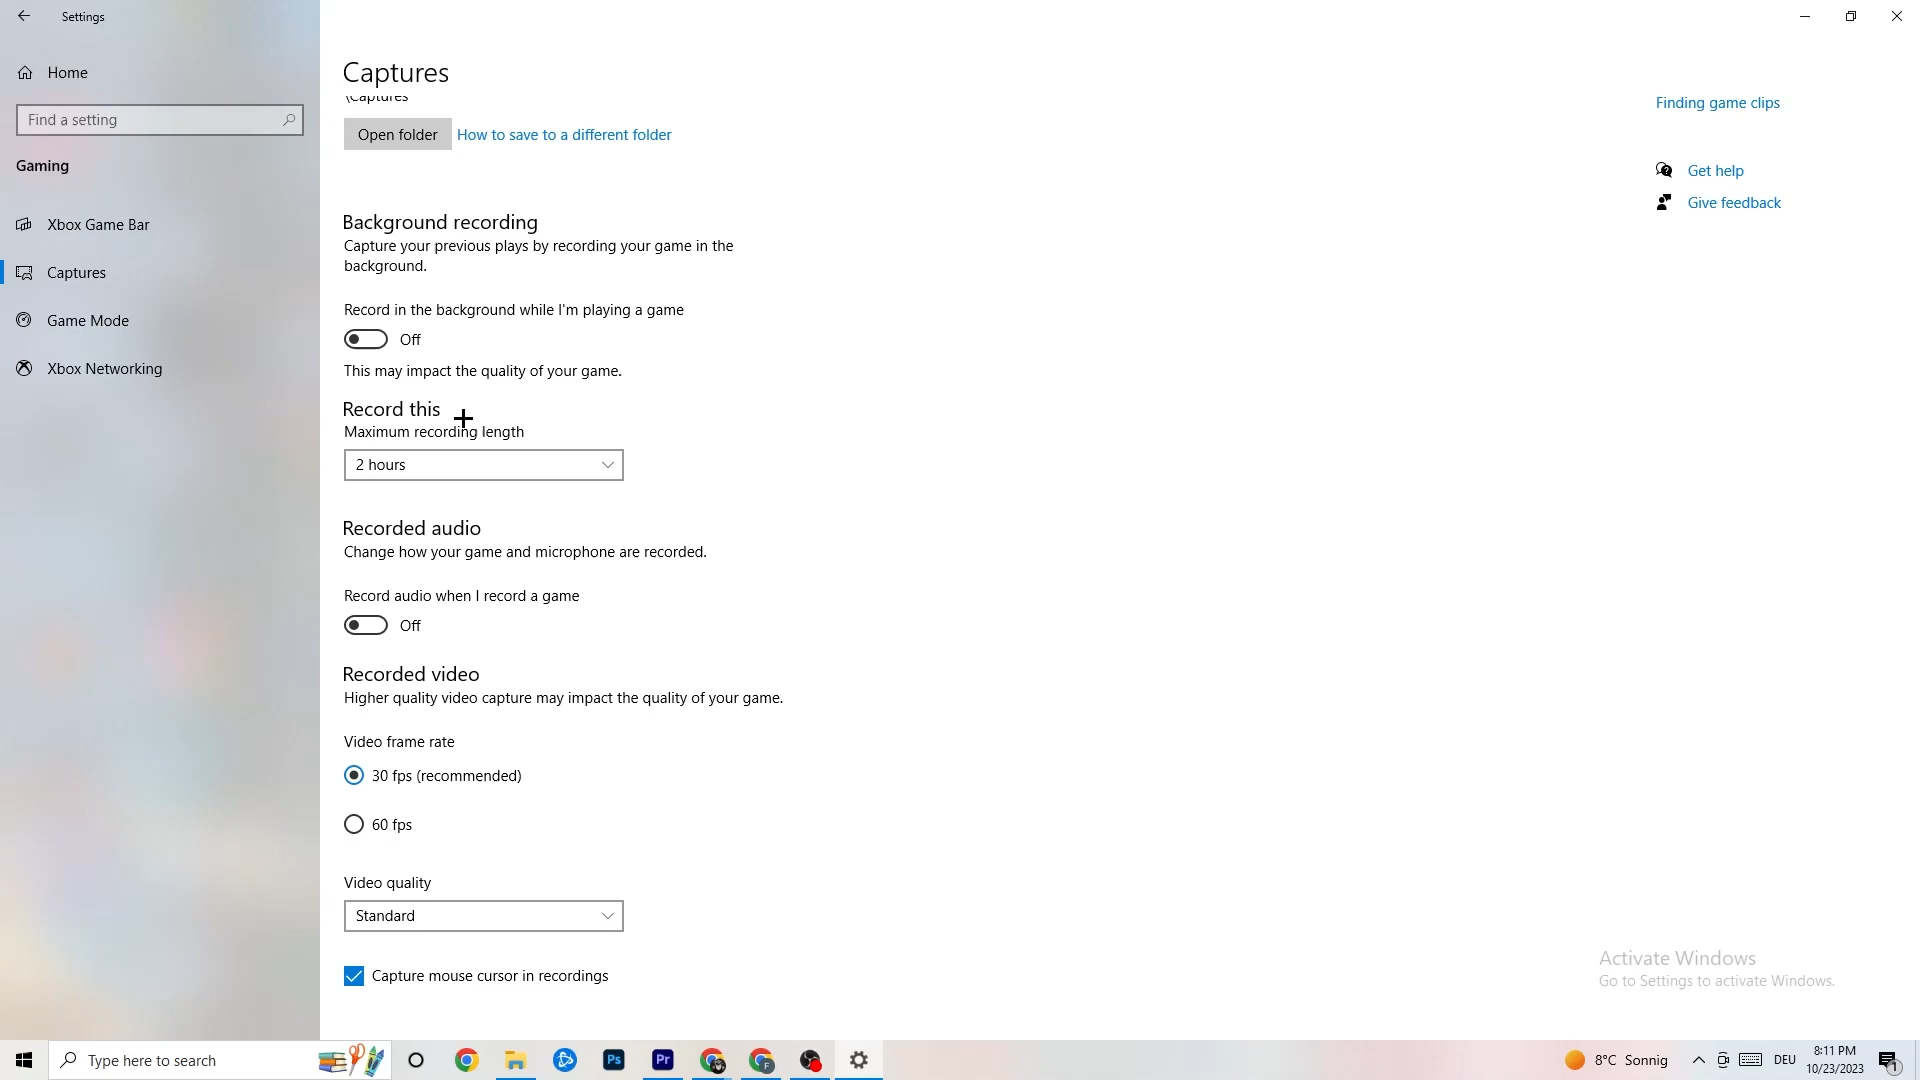 Settings
Home
Find a setting
Gaming
Xbox Game Bar
Captures
Game Mode
Xbox Networking
Captures
\Captures
Open folder How to save to a different folder
Background recording
Capture your previous plays by recording your game in the
background.
Record in the background while I'm playing a game
Off
This may impact the quality of your game.
Record this
Maximum recording length
2 hours
Recorded audio
Change how your game and microphone are recorded.
Record audio when I record a game
Off
Recorded video
Higher quality video capture may impact the quality of your game.
Video frame rate
30 fps (recommended)
60 fps
Video quality
Standard
Capture mouse cursor in recordings
Finding game clips
Get help
Give feedback
Activate Windows
Go to Settings to activate Windows.
Type here to search
Ps
Pr
F
8°C Sonnig
DEU
8:11 PM
10/23/2023
1